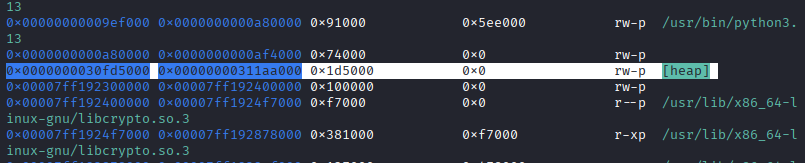 13
0×00000000009ef000 0×0000000000a80000 0×91000 0×5ee000 rw-p /usr/bin/python3.
13
0×0000000000a80000 0×0000000000af4000 0×74000 0×0 rw-p
0×0000000030fd5000 0×00000000311aa000 0×1d5000 0×0 rw-p [heap]
0×00007ff192300000 0×00007ff192400000 0×100000 0×0 rw-p
0×00007ff192400000 0×00007ff1924f7000 0×f7000 0×0 r--p /usr/lib/x86_64-l
inux-gnu/libcrypto.so.3
0×00007ff1924f7000 0×00007ff192878000 0×381000 0×f7000 r-xp /usr/lib/x86_64-l
inux-gnu/libcrypto.so.3